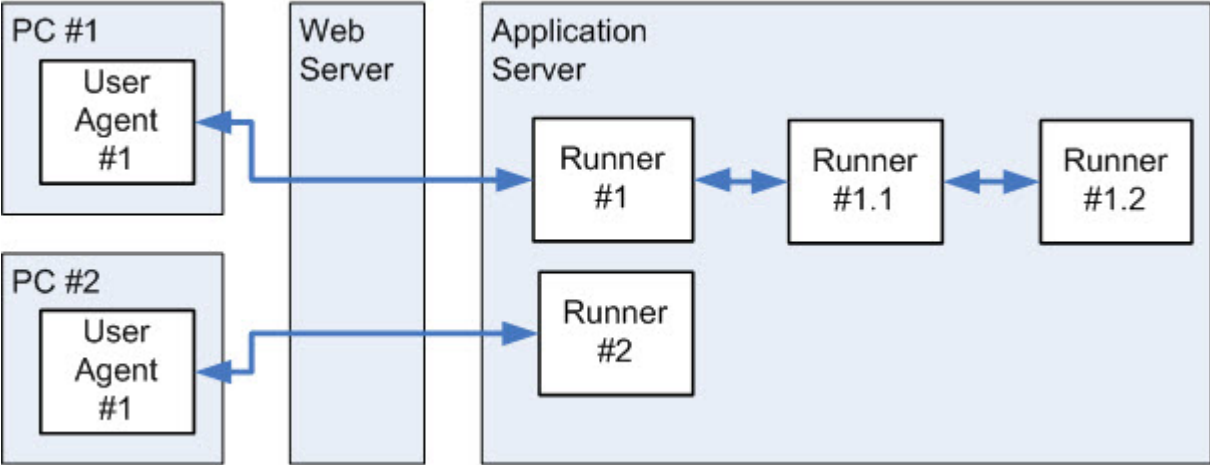 PC #1
User
Agent
#1
Web
Server
Application
Server
Runner
#1
Runner
#1.1
Runner
#1.2
PC #2
User
Agent
#1
Runner
#2